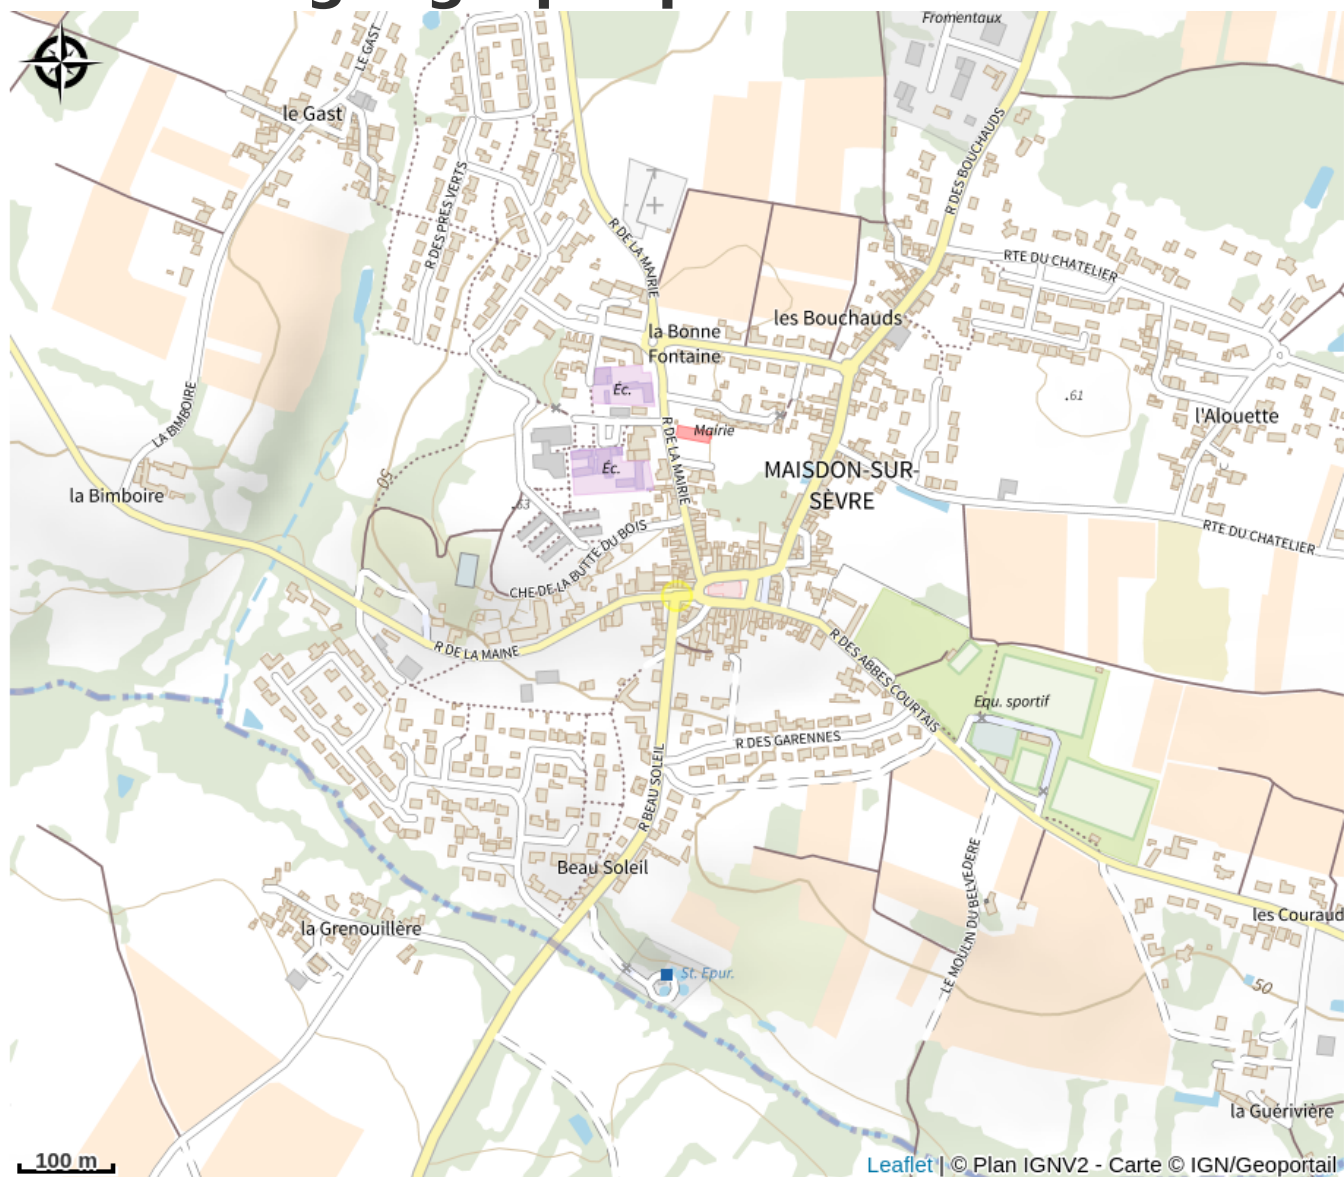 Fromentaux
LE GAST
le Gast
R DES BOUCHAUDS
R DES PRES VERTS
R DE LA MAIRIE
RTE DU CHATELIER
les Bouchauds
la Bonne
Fontaine
Éc.
61
l'Alouette
LA BIMBOIRE
R DE LA MAIRIE
Mairie
Éc.
MAISDON-SUR-
SÈVRE
50
la Bimboire
63
RTE DU CHATELIER
CHE DE LA BUTTE DU BOIS
R DE LA MAINE
R DES ABBES COURTAIS
Equ. sportif
R DES GARENNES
R BEAU SOLEIL
Beau Soleil
LE MOULIN DU BELVEDERE
les Couraud
la Grenouillère
St. Epur.
50
la Guérivière
100 m
Leaflet | © Plan IGNV2 - Carte © IGN/Geoportail